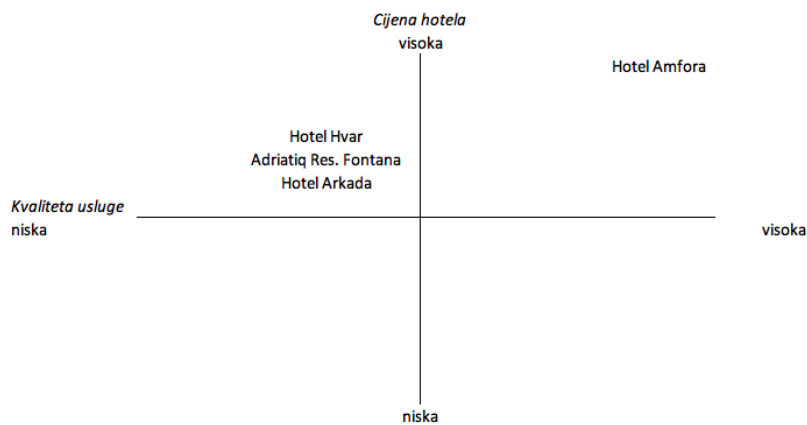 Cijena hotela
visoka
Hotel Amfora
Hotel Hvar
Adriatiq Res. Fontana
Hotel Arkada
Kvaliteta usluge
niska
visoka
niska